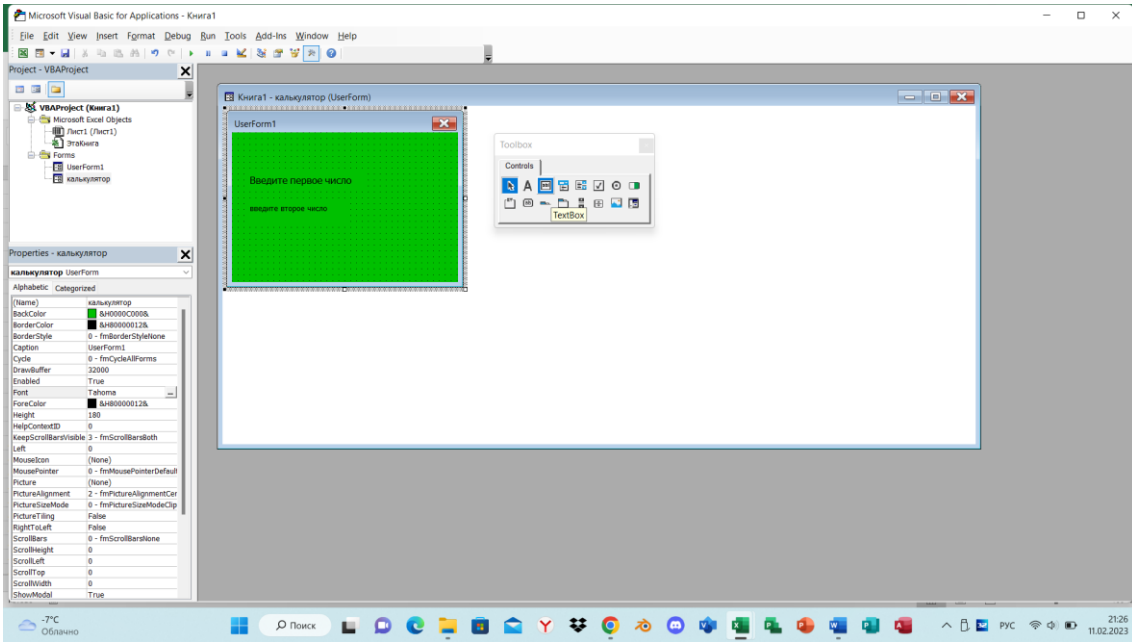 Microsoft Visual Basic for Applications - Книга1
File Edit View Insert Format Debug Run Tools Add-Ins Window Help
Project - VBAProject
VBAProject (Книга1)
Microsoft Excel Objects
Лист1 (Лист1)
ЭтаКнига
Forms
UserForm1
калькулятор
Книга1 - калькулятор (UserForm)
UserForm1
Введите первое число
введите второе число
Toolbox
Controls
TextBox
Properties - калькулятор
калькулятор UserForm
Alphabetic Categorized
(Name) калькулятор
BackColor &H0000C000&
BorderColor &H80000012&
BorderStyle 0 - fmBorderStyleNone
Caption UserForm1
Cycle 0 - fmCycleAllForms
DrawBuffer 32000
Enabled True
Font Tahoma ...
ForeColor &H80000012&
Height 180
HelpContextID 0
KeepScrollBarsVisible 3 - fmScrollBarsBoth
Left 0
MouseIcon (None)
MousePointer 0 - fmMousePointerDefault
Picture (None)
PictureAlignment 2 - fmPictureAlignmentCer
PictureSizeMode 0 - fmPictureSizeModeClip
PictureTiling False
RightToLeft False
ScrollBars 0 - fmScrollBarsNone
ScrollHeight 0
ScrollLeft 0
ScrollTop 0
ScrollWidth 0
ShowModal True
-7°C
Облачно
Поиск
РУС
21:26
11.02.2023